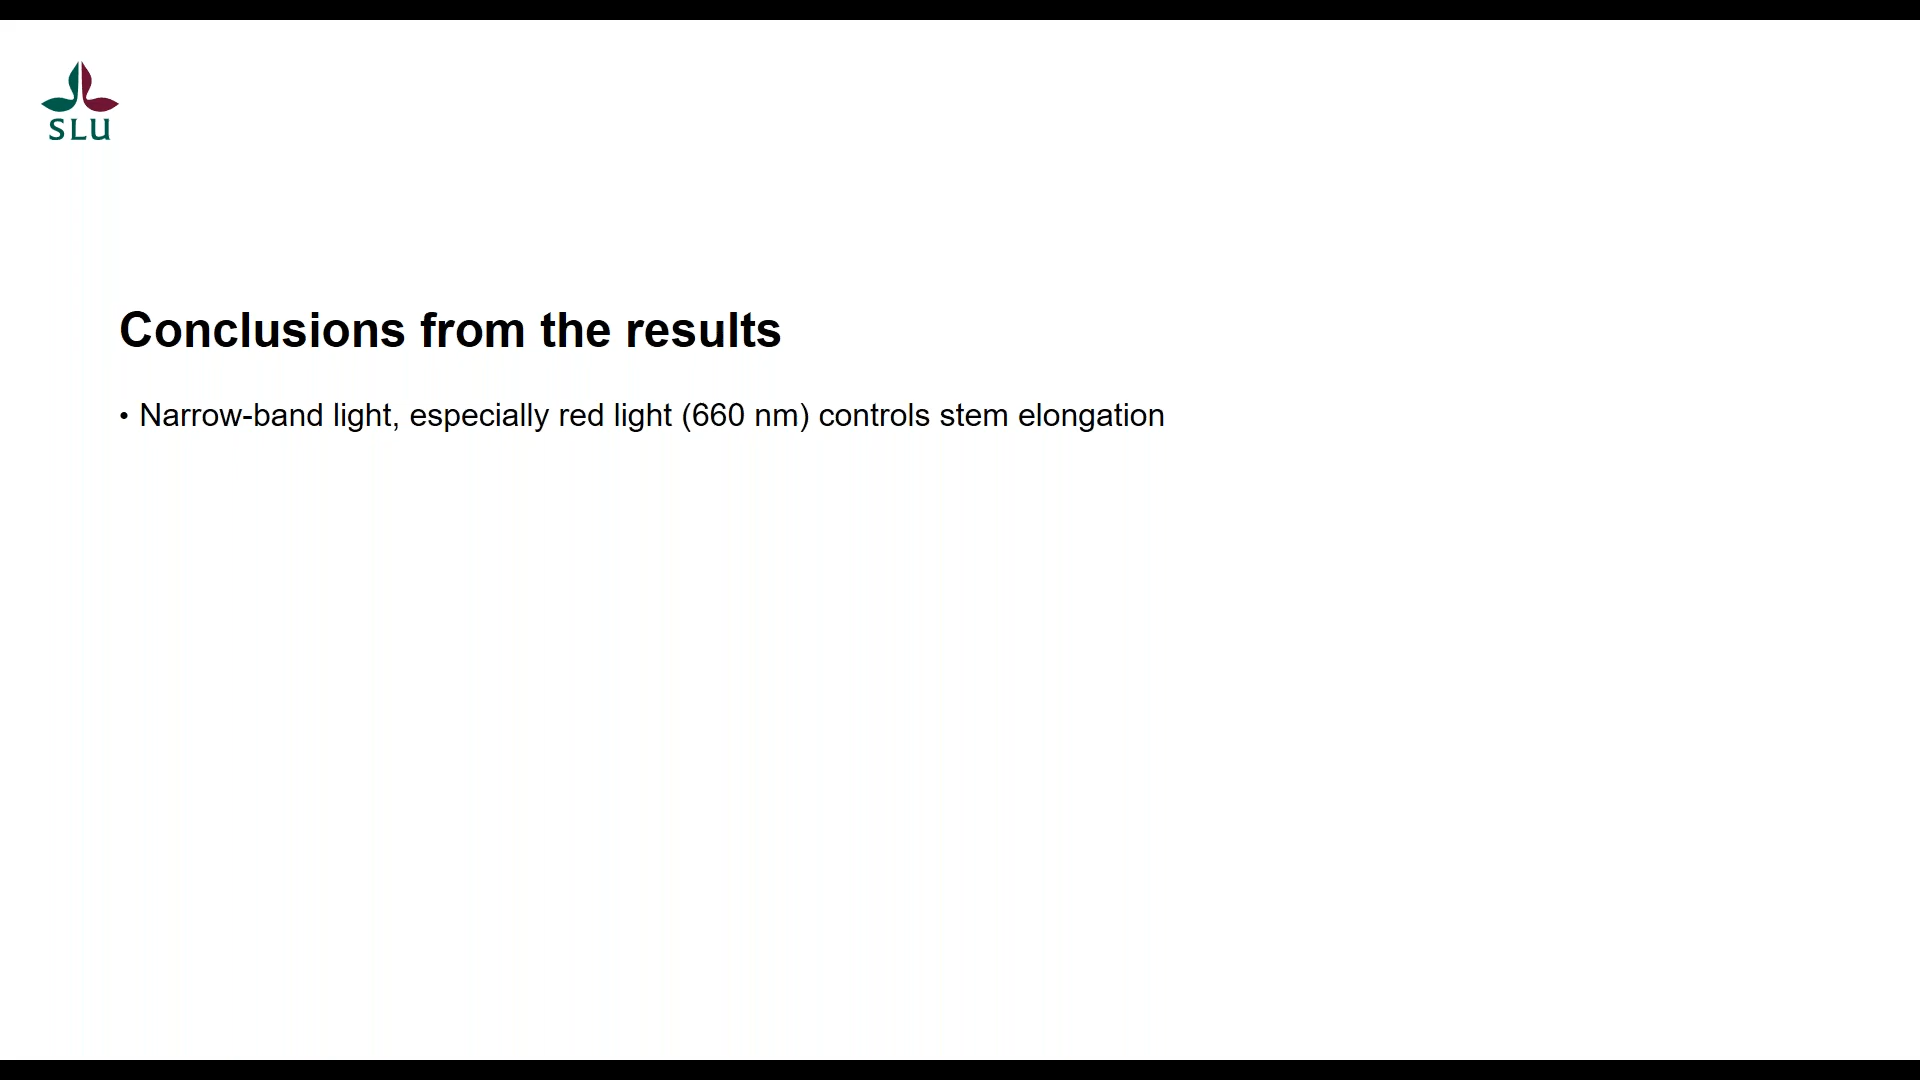 SLU
Conclusions from the results
• Narrow-band light, especially red light (660 nm) controls stem elongation